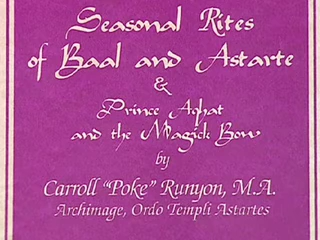 Seasonal Rites
of Baal and Astarte
&
Prince Aqhat
and the Magick Bow
by
Carroll "Poke" Runyon, M.A.
Archimage, Ordo Templi Astartes